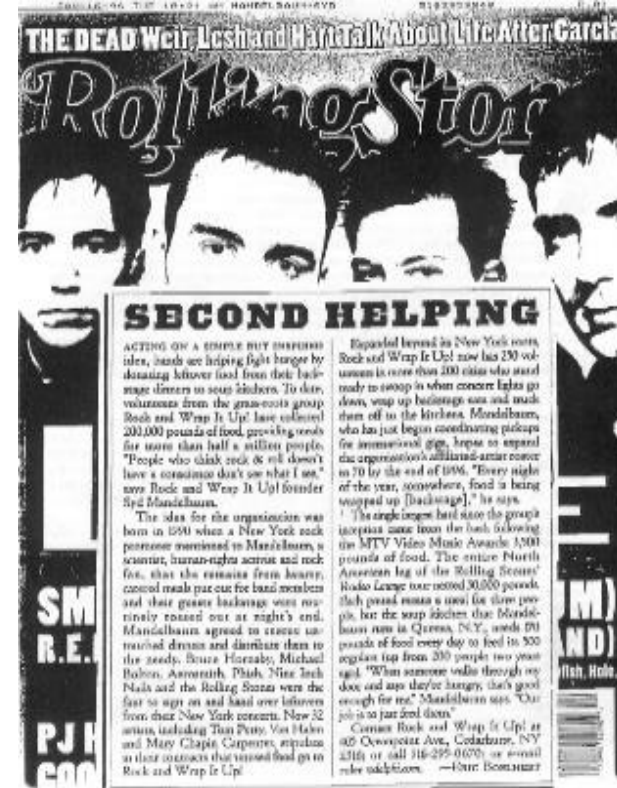 THE DEAD Weir, Lesh and Hart Talk About Life After Garcia
Rolling Ston
SECOND HELPING
ACTING ON A SIMPLE BUT INSPIRED
idea, bands are helping fight hunger by
donating leftover food from their back-
stage dinners to soup kitchens. To date,
volunteers from the grass-roots group
Rock and Wrap It Up! have collected
200,000 pounds of food, providing meals
for more than half a million people.
"People who think rock & roll doesn't
have a conscience don't see what I see,"
says Rock and Wrap It Up! founder
Syd Mandelbaum.
The idea for the organization was
born in 1990 when a New York rock
promoter mentioned to Mandelbaum, a
scientist, human-rights activist and rock
fan, that the remains from hearty,
catered meals put out for band members
and their guests backstage were rou-
tinely tossed out at night's end.
Mandelbaum agreed to rescue un-
touched dinners and distribute them to
the needy. Bruce Hornsby, Michael
Bolton, Aerosmith, Phish, Nine Inch
Nails and the Rolling Stones were the
first to sign on and hand over leftovers
from their New York concerts. Now 32
artists, including Tom Petty, Van Halen
and Mary Chapin Carpenter, stipulate
in their contracts that unused food go to
Rock and Wrap It Up!
Expanded beyond its New York roots,
Rock and Wrap It Up! now has 250 vol-
unteers in more than 200 cities who stand
ready to swoop in when concert lights go
down, wrap up backstage eats and truck
them off to the kitchens. Mandelbaum,
who has just begun coordinating pickups
for international gigs, hopes to expand
the organization's affiliated-artist roster
to 70 by the end of 1996. "Every night
of the year, somewhere, food is being
wrapped up [backstage]," he says.
The single largest haul since the group's
inception came from the bash following
the MTV Video Music Awards: 3,500
pounds of food. The entire North
American leg of the Rolling Stones'
Voodoo Lounge tour netted 30,000 pounds.
Each pound means a meal for three peo-
ple, but the soup kitchen that Mandel-
baum runs in Queens, N.Y., needs 170
pounds of food every day to feed its 500
regulars (up from 200 people two years
ago). "When someone walks through my
door and says they're hungry, that's good
enough for me," Mandelbaum says. "Our
job is to just feed them."
Contact Rock and Wrap It Up! at
Ave., Cedarhurst, NY
or call or e-mail
SM
R.E.
PJ H
GOO
E
M)
AND)
Hole,